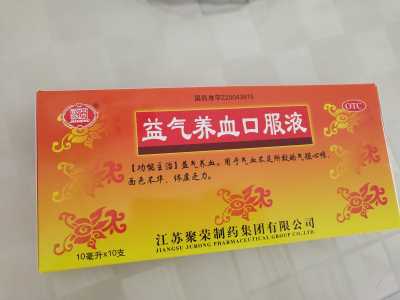 国药准字Z20043615
OTC
益气养血口服液
【功能主治】益气养血。用于气血不足所致的气短心悸、
面色不华、体虚乏力。
10毫升x10支
江苏聚荣制药集团有限公司
JIANGSU JURONG PHARMACEUTICAL GROUP CO.,LTD.